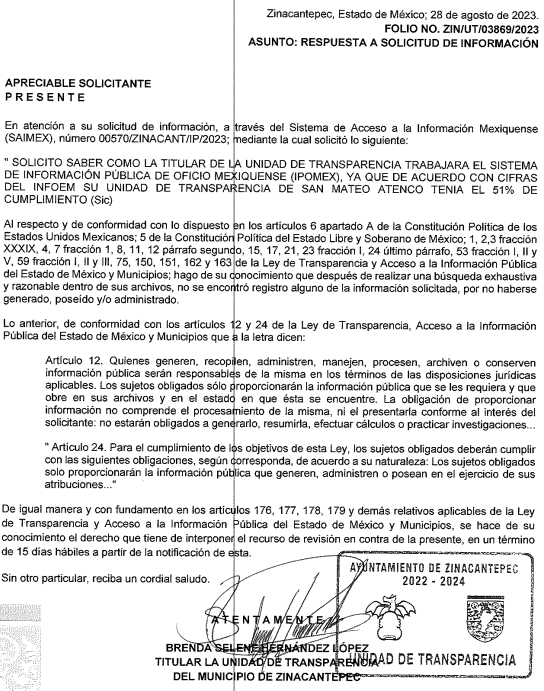 Zinacantepec, Estado de México; 28 de agosto de 2023.
FOLIO NO. ZIN/UT/03869/2023
ASUNTO: RESPUESTA A SOLICITUD DE INFORMACIÓN
APRECIABLE SOLICITANTE
P R E S E N T E
En atención a su solicitud de información, a través del Sistema de Acceso a la Información Mexiquense
(SAIMEX), número 00570/ZINACANT/IP/2023; mediante la cual solicitó lo siguiente:
" SOLICITO SABER COMO LA TITULAR DE LA UNIDAD DE TRANSPARENCIA TRABAJARA EL SISTEMA
DE INFORMACIÓN PÚBLICA DE OFICIO MEXIQUENSE (IPOMEX), YA QUE DE ACUERDO CON CIFRAS
DEL INFOEM SU UNIDAD DE TRANSPARENCIA DE SAN MATEO ATENCO TENIA EL 51% DE
CUMPLIMIENTO (Sic)
Al respecto y de conformidad con lo dispuesto en los artículos 6 apartado A de la Constitución Política de los
Estados Unidos Mexicanos; 5 de la Constitución Política del Estado Libre y Soberano de México; 1, 2,3 fracción
XXXIX, 4, 7 fracción 1, 8, 11, 12 párrafo segundo, 15, 17, 21, 23 fracción I, 24 último párrafo, 53 fracción I, II y
V, 59 fracción I, II y III, 75, 150, 151, 162 y 163 de la Ley de Transparencia y Acceso a la Información Pública
del Estado de México y Municipios; hago de su conocimiento que después de realizar una búsqueda exhaustiva
y razonable dentro de sus archivos, no se encontró registro alguno de la información solicitada, por no haberse
generado, poseído y/o administrado.
Lo anterior, de conformidad con los artículos 12 y 24 de la Ley de Transparencia, Acceso a la Información
Pública del Estado de México y Municipios que a la letra dicen:
Artículo 12. Quienes generen, recopilen, administren, manejen, procesen, archiven o conserven
información pública serán responsables de la misma en los términos de las disposiciones jurídicas
aplicables. Los sujetos obligados sólo proporcionarán la información pública que se les requiera y que
obre en sus archivos y en el estado en que ésta se encuentre. La obligación de proporcionar
información no comprende el procesamiento de la misma, ni el presentarla conforme al interés del
solicitante: no estarán obligados a generarlo, resumirla, efectuar cálculos o practicar investigaciones...
" Artículo 24. Para el cumplimiento de los objetivos de esta Ley, los sujetos obligados deberán cumplir
con las siguientes obligaciones, según corresponda, de acuerdo a su naturaleza: Los sujetos obligados
solo proporcionarán la información pública que generen, administren o posean en el ejercicio de sus
atribuciones..."
De igual manera y con fundamento en los artículos 176, 177, 178, 179 y demás relativos aplicables de la Ley
de Transparencia y Acceso a la Información Pública del Estado de México y Municipios, se hace de su
conocimiento el derecho que tiene de interponer el recurso de revisión en contra de la presente, en un término
de 15 días hábiles a partir de la notificación de esta.
Sin otro particular, reciba un cordial saludo.
A T E N T A M E N T E
BRENDA SELENE HERNÁNDEZ LÓPEZ
TITULAR LA UNIDAD DE TRANSPARENCIA
DEL MUNICIPIO DE ZINACANTEPEC
AYUNTAMIENTO DE ZINACANTEPEC
2022 - 2024
UNIDAD DE TRANSPARENCIA